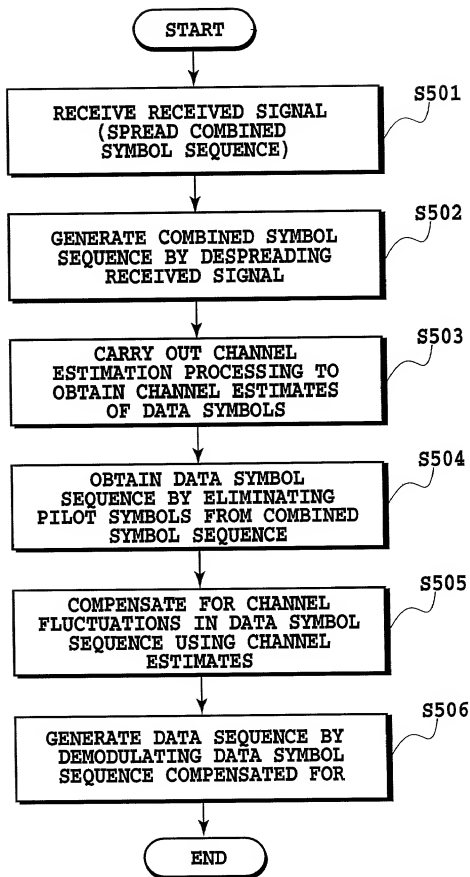 START
S501
RECEIVE RECEIVED SIGNAL
(SPREAD COMBINED
SYMBOL SEQUENCE)
S502
GENERATE COMBINED SYMBOL
SEQUENCE BY DESPREADING
RECEIVED SIGNAL
S503
CARRY OUT CHANNEL
ESTIMATION PROCESSING TO
OBTAIN CHANNEL ESTIMATES
OF DATA SYMBOLS
S504
OBTAIN DATA SYMBOL
SEQUENCE BY ELIMINATING
PILOT SYMBOLS FROM COMBINED
SYMBOL SEQUENCE
S505
COMPENSATE FOR CHANNEL
FLUCTUATIONS IN DATA SYMBOL
SEQUENCE USING CHANNEL
ESTIMATES
S506
GENERATE DATA SEQUENCE BY
DEMODULATING DATA SYMBOL
SEQUENCE COMPENSATED FOR
END